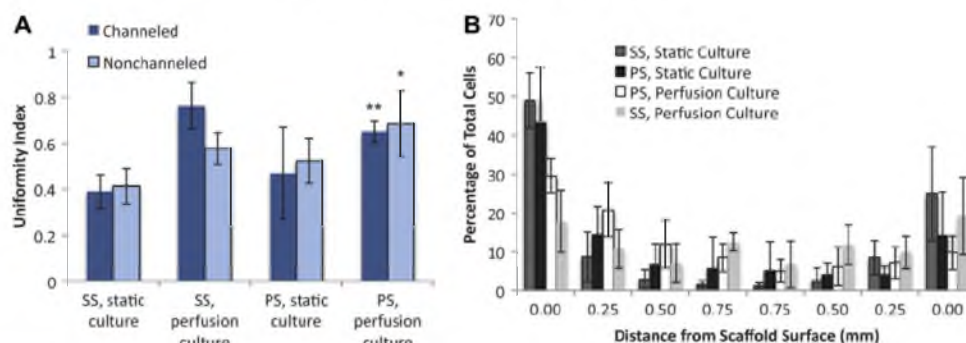 A
Channeled
Nonchanneled
1
0.8
0.6
0.4
0.2
0
Uniformity Index
**
*
SS, static culture
SS, perfusion culture
PS, static culture
PS, perfusion culture
B
70
60
50
40
30
20
10
0
Percentage of Total Cells
SS, Static Culture
PS, Static Culture
PS, Perfusion Culture
SS, Perfusion Culture
0.00 0.25 0.50 0.75 0.75 0.50 0.25 0.00
Distance from Scaffold Surface (mm)